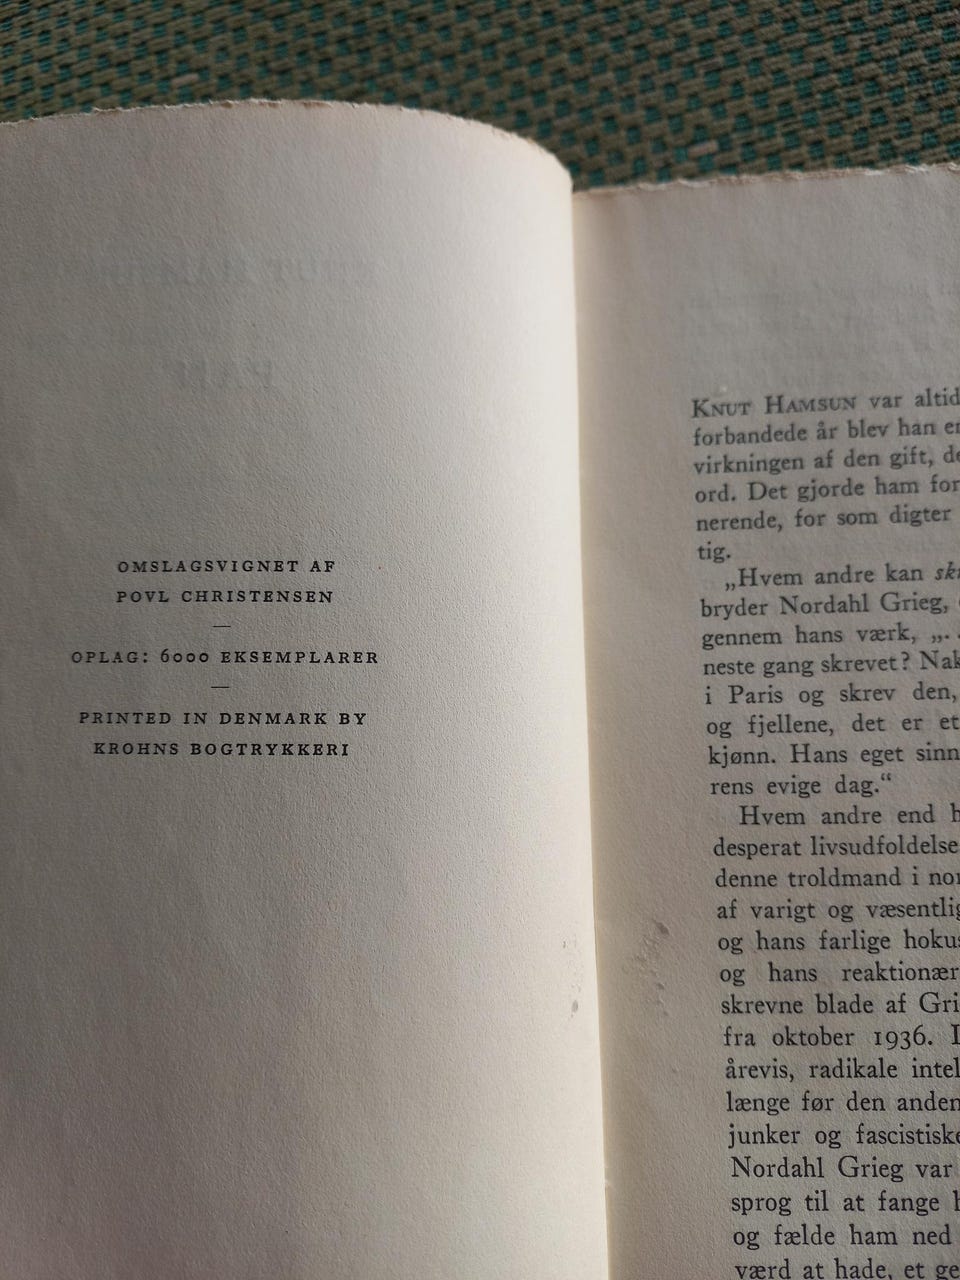 OMSLAGSVIGNET AF
POVL CHRISTENSEN
—
OPLAG: 6000 EKSEMPLARER
—
PRINTED IN DENMARK BY
KROHNS BOGTRYKKERI
KNUT HAMSUN var altid
forbandede år blev han
virkningen af den gift,
ord. Det gjorde ham for
nerende, for som digter
tig.
„Hvem andre kan
bryder Nordahl Grieg,
gennem hans værk, „.
neste gang skrevet?
i Paris og skrev den,
og fjellene, det er et
kjønn. Hans eget sinn
rens evige dag.“
Hvem andre end
desperat livsudfoldelse
denne troldmand i
af varigt og
og hans farlige
og hans
skrevne blade af
fra oktober 1936.
årevis, radikale
længe før den anden
junker og
Nordahl Grieg var
sprog til at fange
og fælde ham ned
værd at hade, et